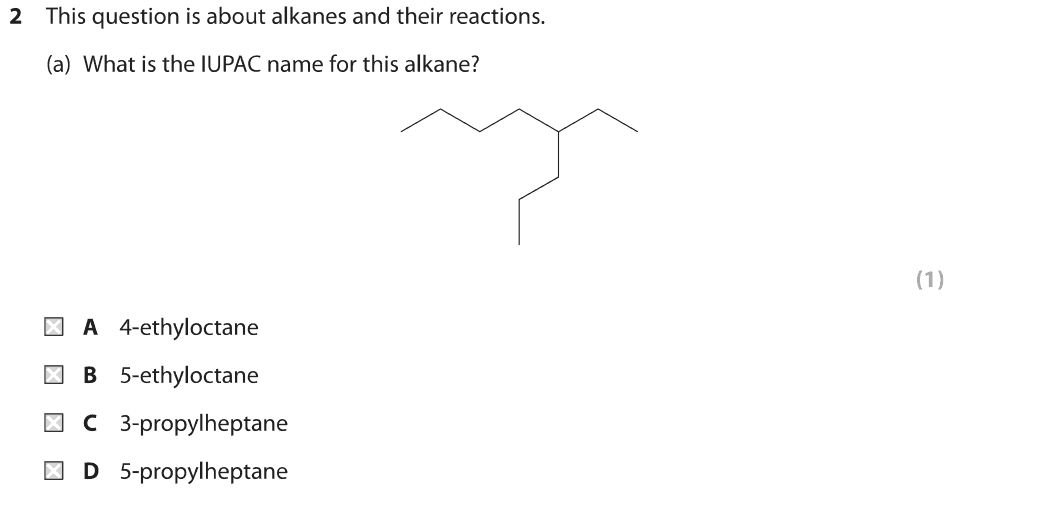 2 This question is about alkanes and their reactions.
(a) What is the IUPAC name for this alkane?
(1)
A 4-ethyloctane
B 5-ethyloctane
C 3-propylheptane
D 5-propylheptane